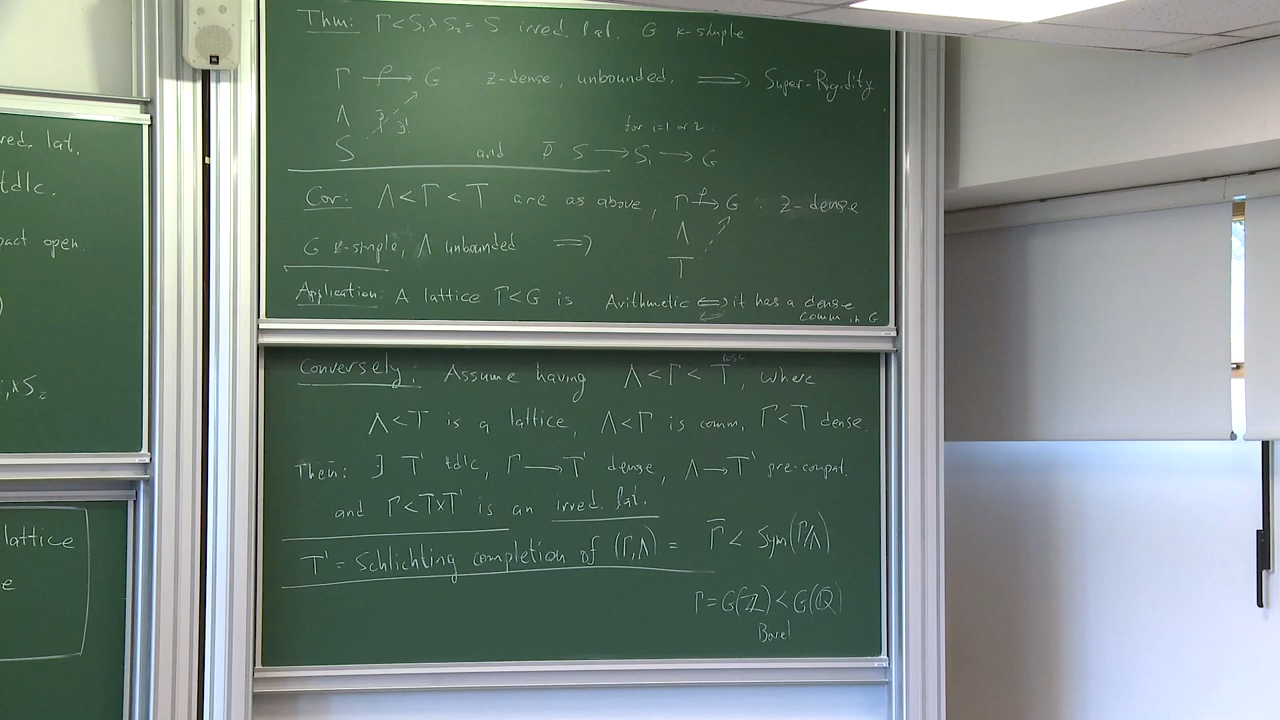 red. lat.
tdlc.
pact open.
)
S₂
lattice
e
Thm: Γ < S₁ × S₂ = S irred. lat. G k-simple
Γ —ρ→ G z-dense, unbounded. ⟹ Super-Rigidity
Λ ρ̄ ∃!
S and ρ̄ S → Sᵢ → G for i=1 or 2.
Cor: Λ < Γ < T are as above, Γ —ρ→ G z-dense
G k-simple, Λ unbounded ⟹ Λ
T
Application: A lattice Γ < G is Arithmetic ⟺ it has a dense
comm in G
Conversely: Assume having Λ < Γ < T, where
Λ < T is a lattice, Λ < Γ is comm, Γ < T dense.
Then: ∃ T' tdlc, Γ → T' dense, Λ → T' pre-compat.
and Γ < T×T' is an irred. lat.
T' = Schlichting completion of (Γ,Λ) = Γ̄ < Sym(Γ/Λ)
Γ = G(ℤ) < G(ℚ)
Borel